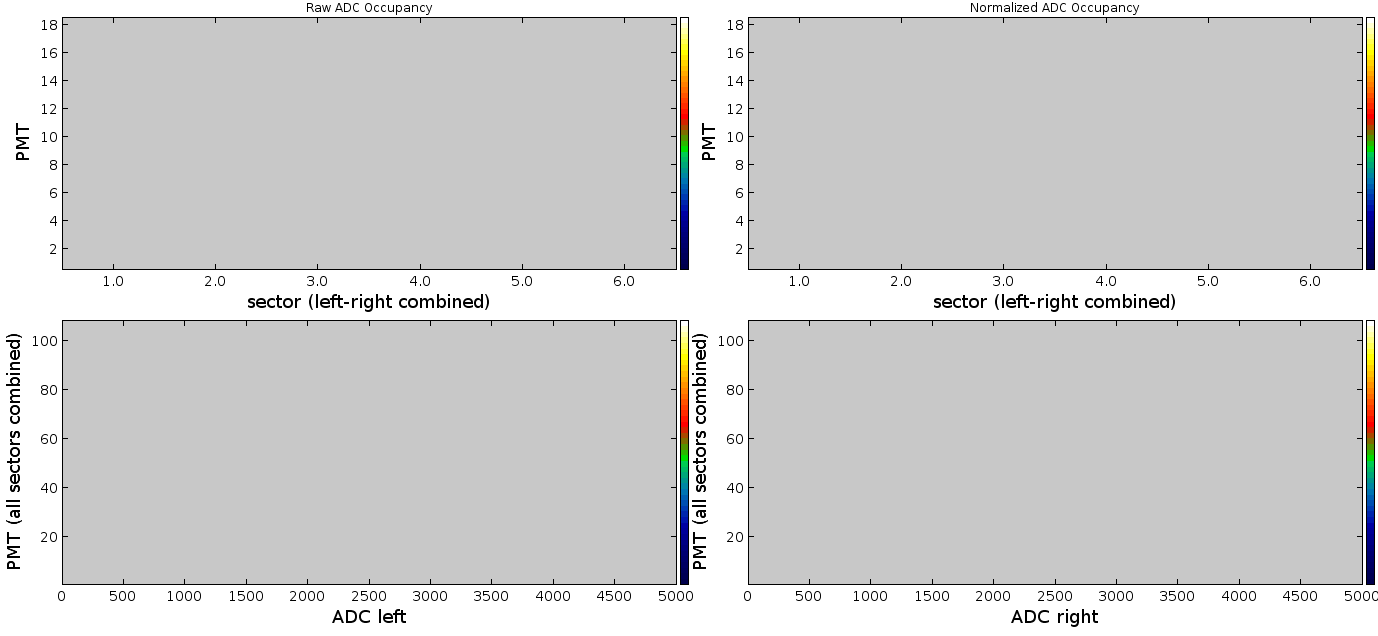 Raw ADC Occupancy
18
16
14
12
10
8
6
4
2
PMT
1.0 2.0 3.0 4.0 5.0 6.0
sector (left-right combined)
Normalized ADC Occupancy
18
16
14
12
10
8
6
4
2
PMT
1.0 2.0 3.0 4.0 5.0 6.0
sector (left-right combined)
100
80
60
40
20
PMT (all sectors combined)
0 500 1000 1500 2000 2500 3000 3500 4000 4500 5000
ADC left
100
80
60
40
20
PMT (all sectors combined)
0 500 1000 1500 2000 2500 3000 3500 4000 4500 5000
ADC right